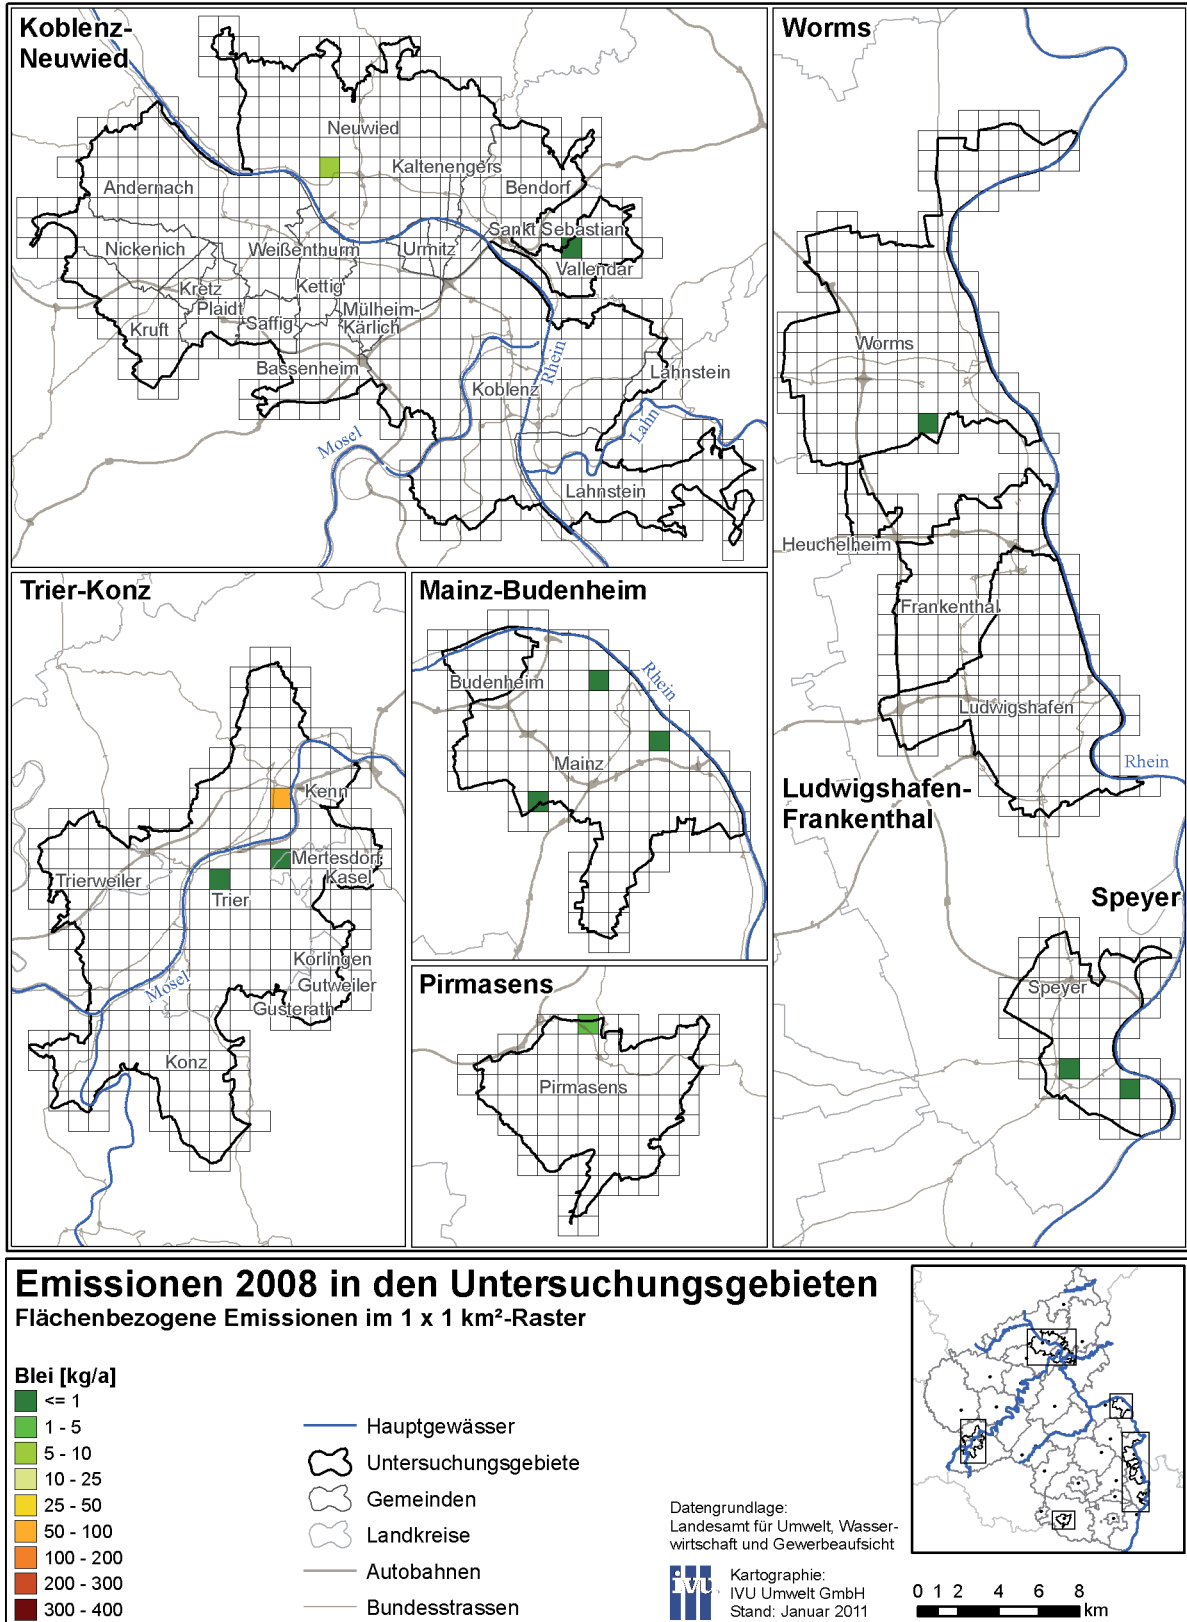 Koblenz-
Neuwied
Neuwied
Kaltenengers
Andernach
Bendorf
Sankt Sebastian
Nickenich
Weißenthurm
Urmitz
Vallendar
Kretz
Kettig
Plaidt
Mülheim-
Kärlich
Saffig
Kruft
Bassenheim
Rhein
Koblenz
Lahnstein
Mosel
Lahn
Lahnstein
Worms
Worms
Heuchelheim
Frankenthal
Ludwigshafen
Rhein
Ludwigshafen-
Frankenthal
Speyer
Speyer
Trier-Konz
Kenn
Mertesdorf
Kasel
Trierweiler
Trier
Korlingen
Mosel
Gutweiler
Gusterath
Konz
Mainz-Budenheim
Budenheim
Rhein
Mainz
Pirmasens
Pirmasens
Emissionen 2008 in den Untersuchungsgebieten
Flächenbezogene Emissionen im 1 x 1 km²-Raster
Blei [kg/a]
<= 1
1 - 5
5 - 10
10 - 25
25 - 50
50 - 100
100 - 200
200 - 300
300 - 400
Hauptgewässer
Untersuchungsgebiete
Gemeinden
Landkreise
Autobahnen
Bundesstrassen
Datengrundlage:
Landesamt für Umwelt, Wasser-
wirtschaft und Gewerbeaufsicht
ivu
Kartographie:
IVU Umwelt GmbH
Stand: Januar 2011
0 1 2 4 6 8
km